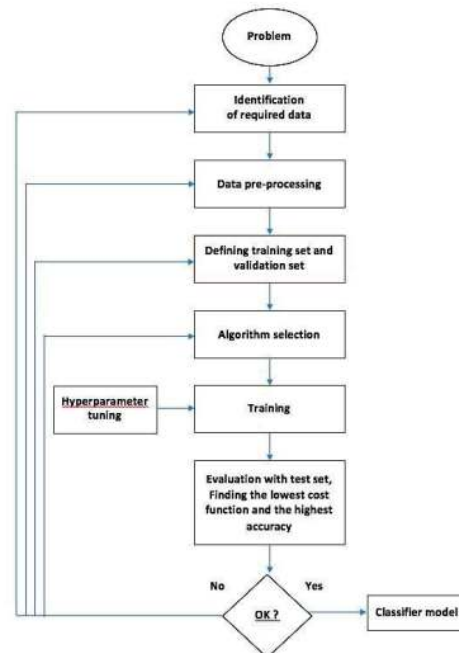 Problem
Identification
of required data
Data pre-processing
Defining training set and
validation set
Algorithm selection
Hyperparameter
tuning
Training
Evaluation with test set,
Finding the lowest cost
function and the highest
accuracy
No
Yes
OK ?
Classifier model